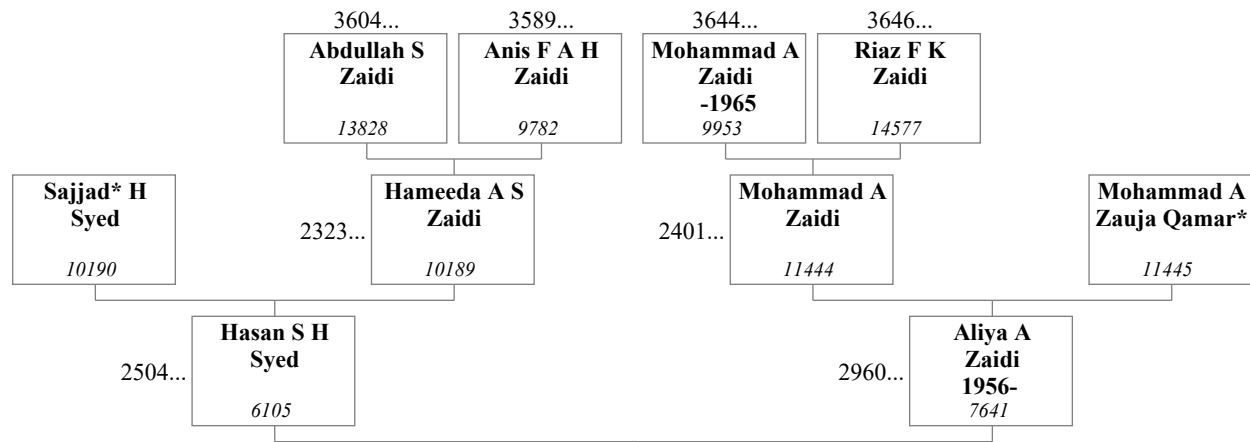 3604...
3589...
3644...
3646...
Abdullah S
Zaidi
13828
Anis F A H
Zaidi
9782
Mohammad A
Zaidi
-1965
9953
Riaz F K
Zaidi
14577
Sajjad* H
Syed
10190
2323...
Hameeda A S
Zaidi
10189
2401...
Mohammad A
Zaidi
11444
Mohammad A
Zauja Qamar*
11445
2504...
Hasan S H
Syed
6105
2960...
Aliya A
Zaidi
1956-
7641